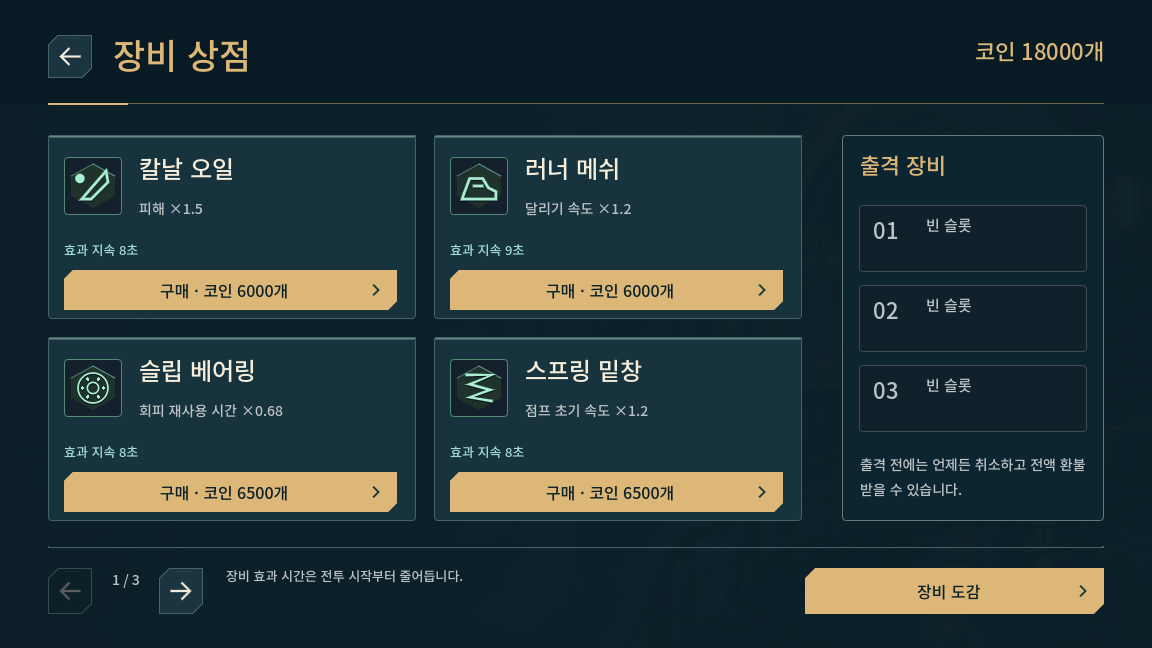 장비 상점
코인 18000개
칼날 오일
피해 ×1.5
효과 지속 8초
구매 · 코인 6000개
러너 메쉬
달리기 속도 ×1.2
효과 지속 9초
구매 · 코인 6000개
슬립 베어링
회피 재사용 시간 ×0.68
효과 지속 8초
구매 · 코인 6500개
스프링 밑창
점프 초기 속도 ×1.2
효과 지속 8초
구매 · 코인 6500개
출격 장비
01 빈 슬롯
02 빈 슬롯
03 빈 슬롯
출격 전에는 언제든 취소하고 전액 환불
받을 수 있습니다.
1 / 3
장비 효과 시간은 전투 시작부터 줄어듭니다.
장비 도감